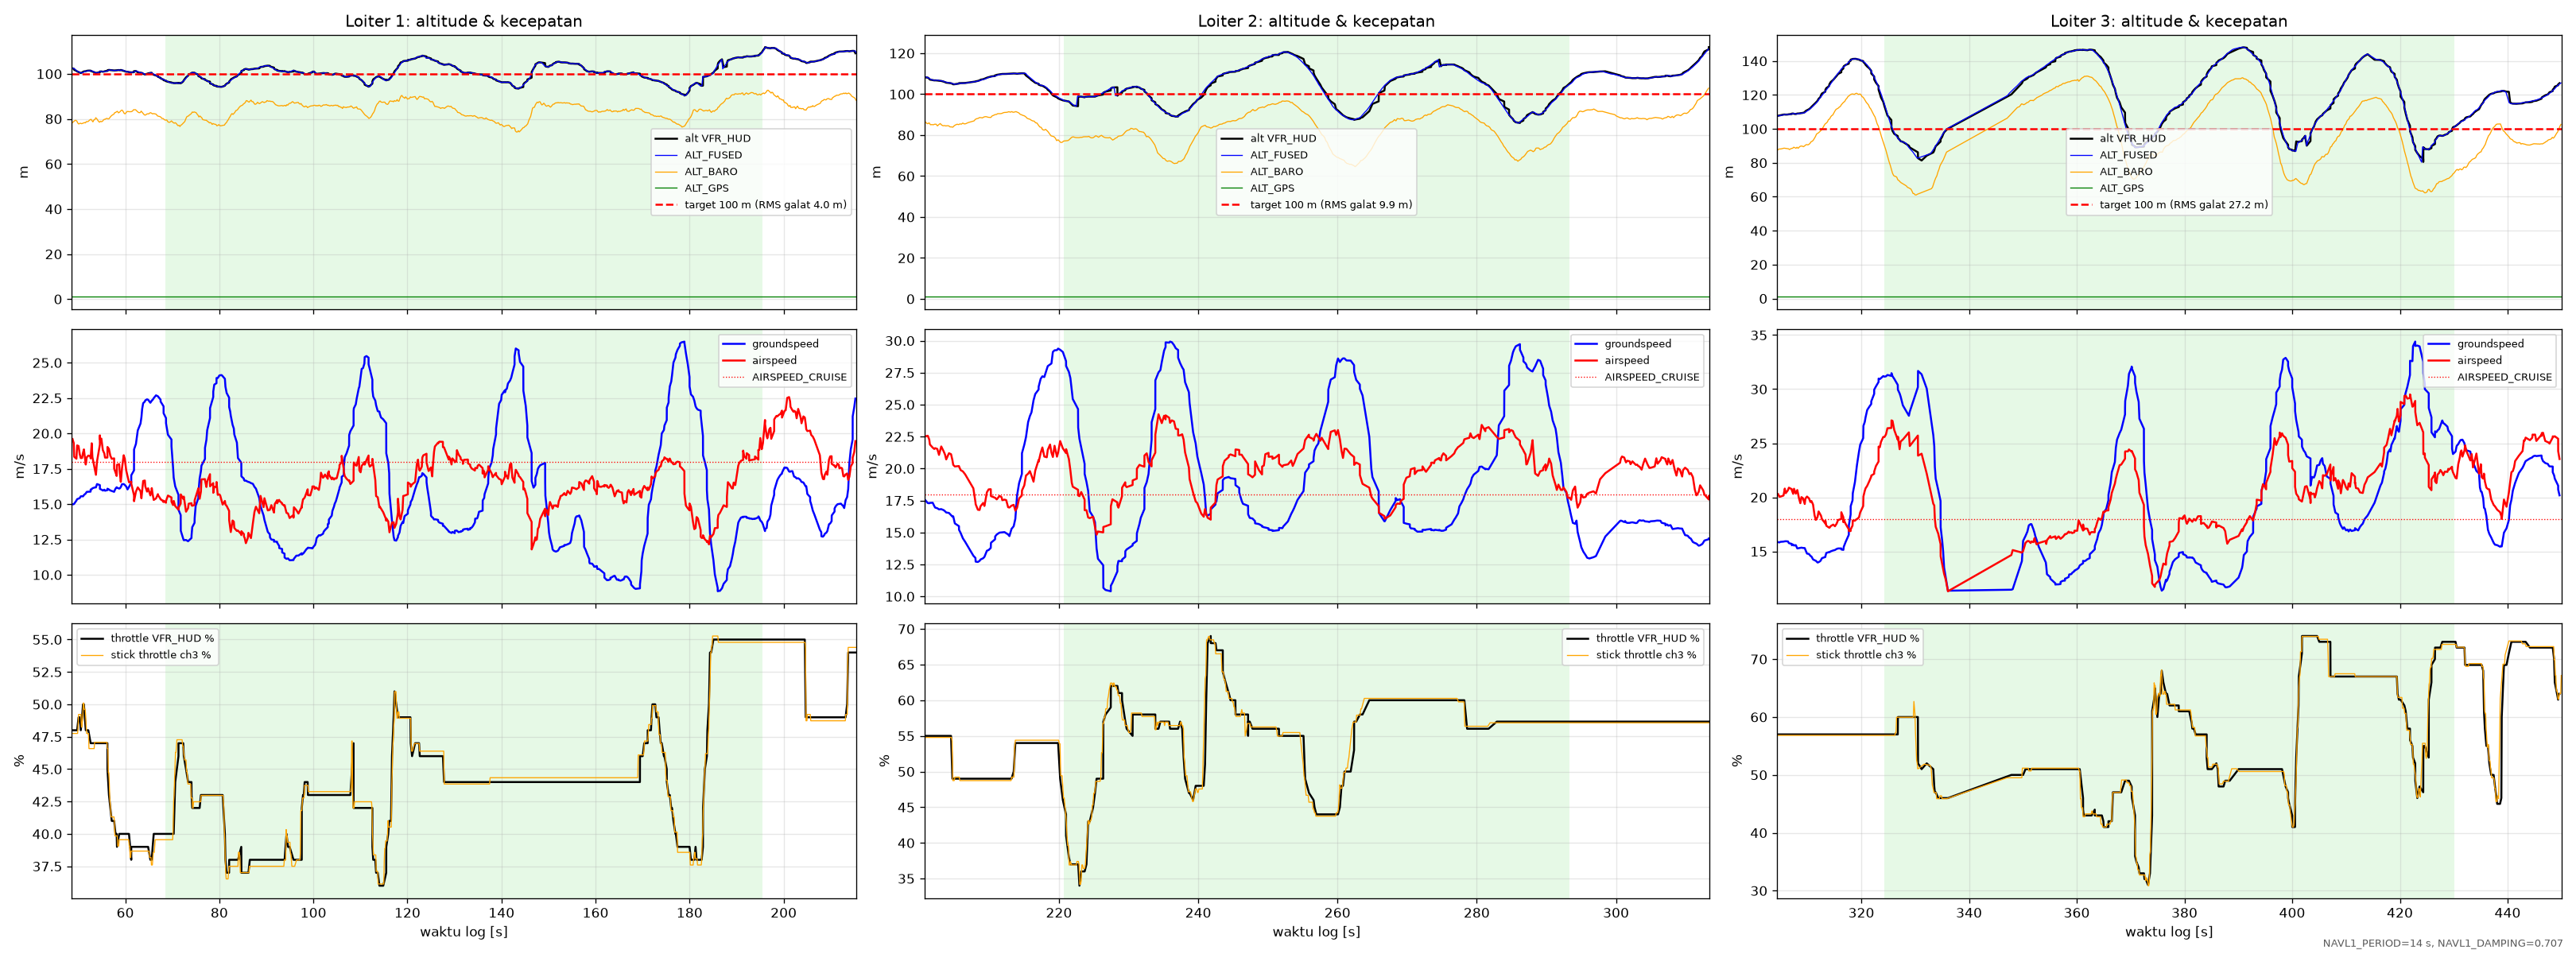 Loiter 1: altitude & kecepatan
100
80
60
40
20
0
m
alt VFR_HUD
ALT_FUSED
ALT_BARO
ALT_GPS
target 100 m (RMS galat 4.0 m)
Loiter 2: altitude & kecepatan
120
100
80
60
40
20
0
m
alt VFR_HUD
ALT_FUSED
ALT_BARO
ALT_GPS
target 100 m (RMS galat 9.9 m)
Loiter 3: altitude & kecepatan
140
120
100
80
60
40
20
0
m
alt VFR_HUD
ALT_FUSED
ALT_BARO
ALT_GPS
target 100 m (RMS galat 27.2 m)
25.0
22.5
20.0
17.5
15.0
12.5
10.0
m/s
groundspeed
airspeed
AIRSPEED_CRUISE
30.0
27.5
25.0
22.5
20.0
17.5
15.0
12.5
10.0
m/s
groundspeed
airspeed
AIRSPEED_CRUISE
35
30
25
20
15
m/s
groundspeed
airspeed
AIRSPEED_CRUISE
55.0
52.5
50.0
47.5
45.0
42.5
40.0
37.5
%
throttle VFR_HUD %
stick throttle ch3 %
60 80 100 120 140 160 180 200
waktu log [s]
70
65
60
55
50
45
40
35
%
throttle VFR_HUD %
stick throttle ch3 %
220 240 260 280 300
waktu log [s]
70
60
50
40
30
%
throttle VFR_HUD %
stick throttle ch3 %
320 340 360 380 400 420 440
waktu log [s]
NAVL1_PERIOD=14 s, NAVL1_DAMPING=0.707